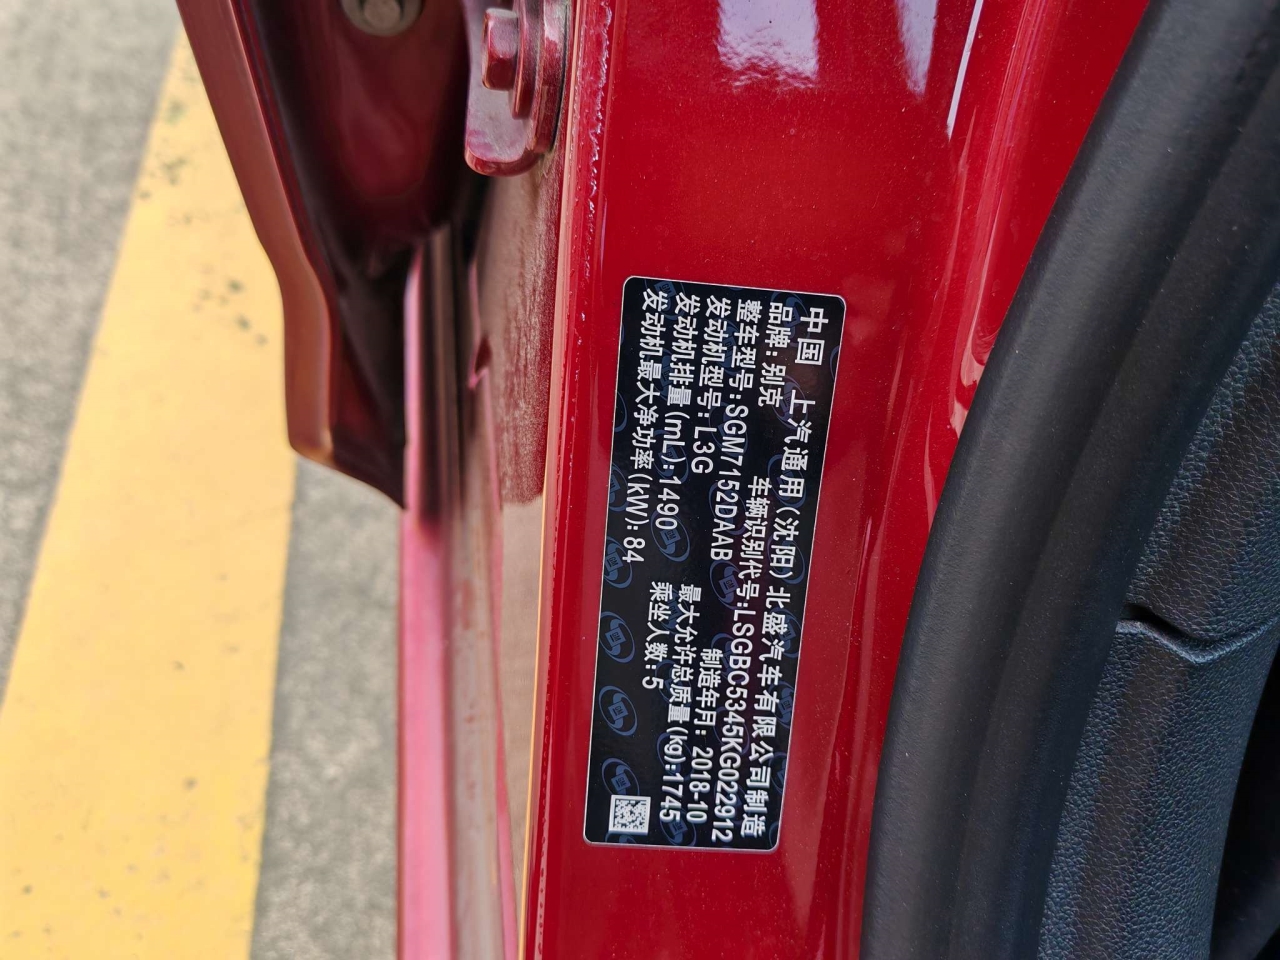 中国 上汽通用(沈阳)北盛汽车有限公司制造
品牌:别克 车辆识别代号:LSGBC5345KG022912
整车型号:SGM7152DAAB 制造年月:2018-10
发动机型号:L3G 最大允许总质量(kg):1745
发动机排量(mL):1490 乘坐人数:5
发动机最大净功率(kW):84